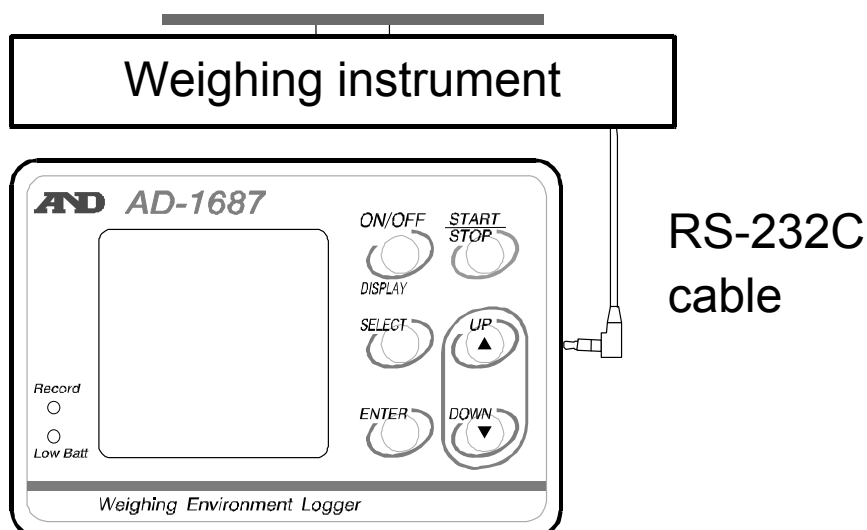 Weighing instrument
AND AD-1687
ON/OFF
START
STOP
DISPLAY
SELECT
UP
ENTER
DOWN
Record
Low Batt
Weighing Environment Logger
RS-232C
cable